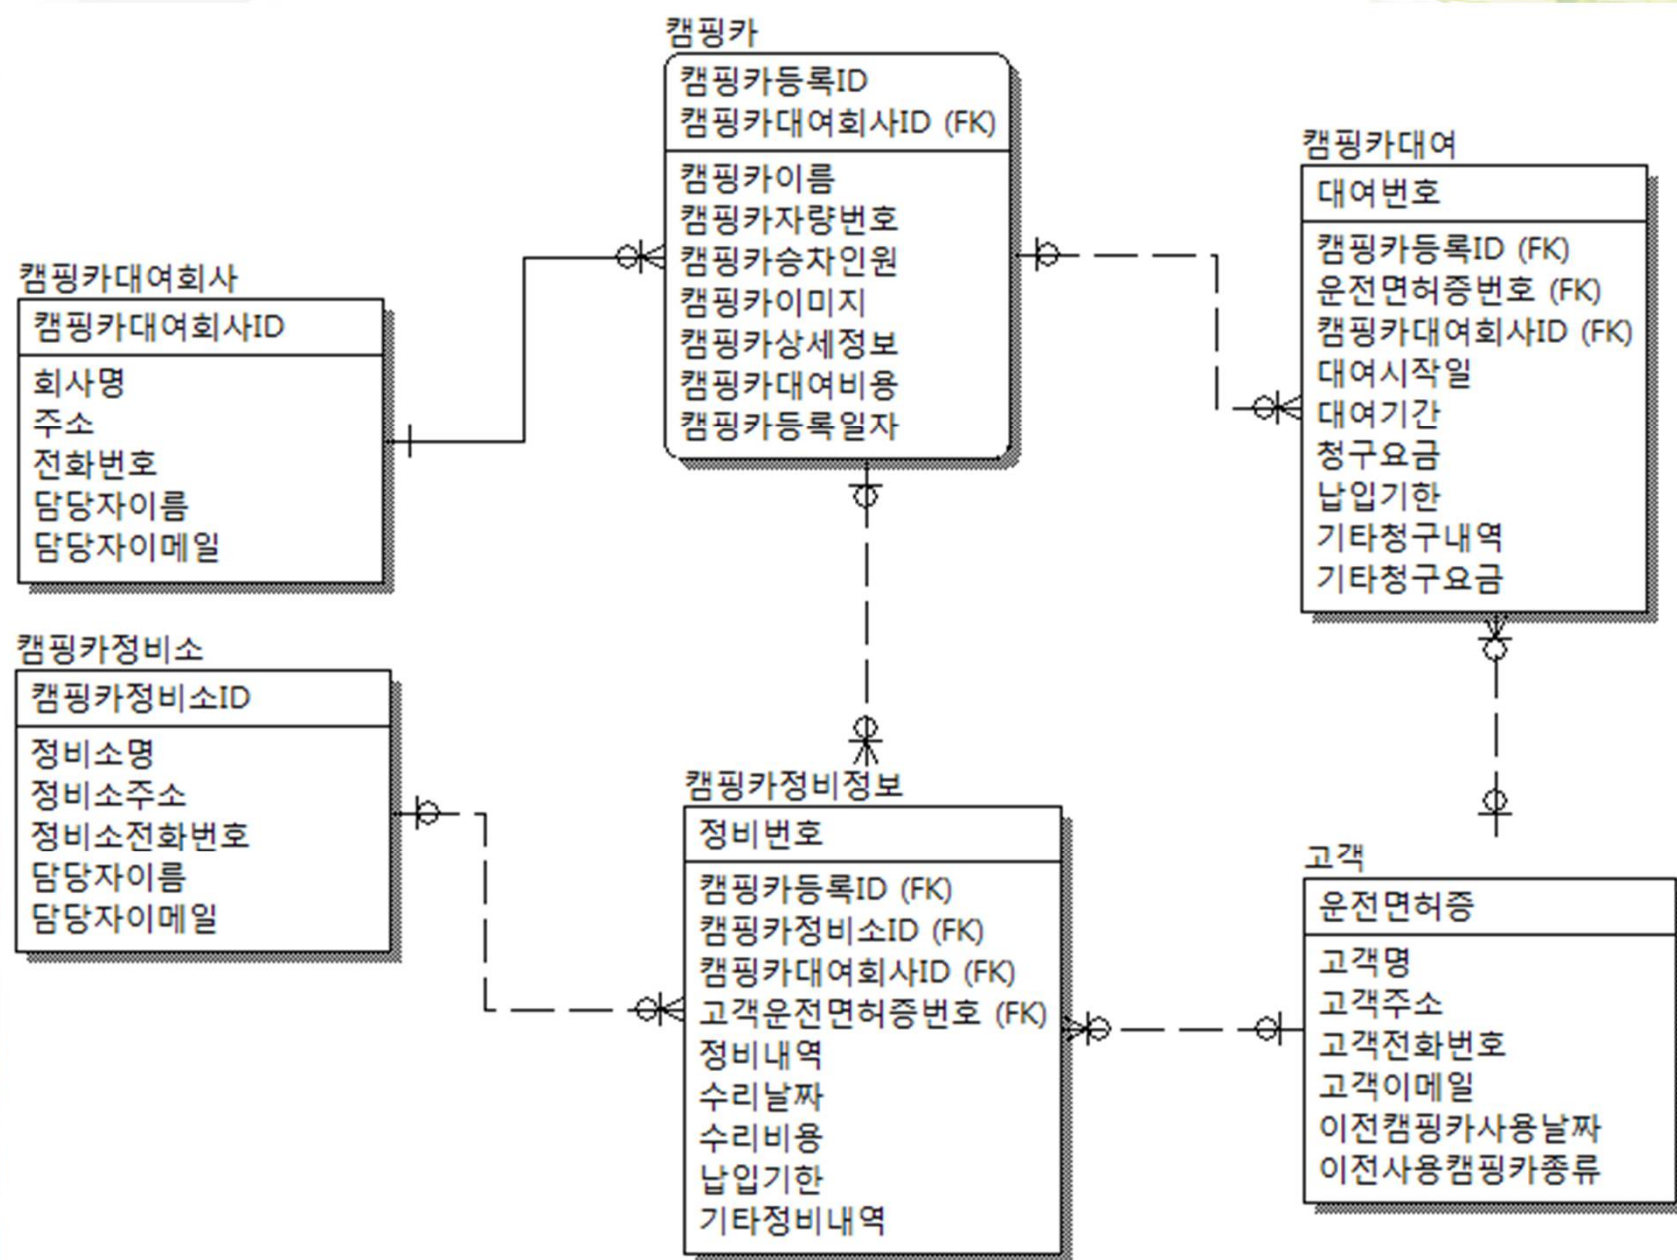 캠핑카
캠핑카등록ID
캠핑카대여회사ID (FK)
캠핑카이름
캠핑카자량번호
캠핑카승차인원
캠핑카이미지
캠핑카상세정보
캠핑카대여비용
캠핑카등록일자
캠핑카대여
대여번호
캠핑카등록ID (FK)
운전면허증번호 (FK)
캠핑카대여회사ID (FK)
대여시작일
대여기간
청구요금
납입기한
기타청구내역
기타청구요금
캠핑카대여회사
캠핑카대여회사ID
회사명
주소
전화번호
담당자이름
담당자이메일
캠핑카정비소
캠핑카정비소ID
정비소명
정비소주소
정비소전화번호
담당자이름
담당자이메일
캠핑카정비정보
정비번호
캠핑카등록ID (FK)
캠핑카정비소ID (FK)
캠핑카대여회사ID (FK)
고객운전면허증번호 (FK)
정비내역
수리날짜
수리비용
납입기한
기타정비내역
고객
운전면허증
고객명
고객주소
고객전화번호
고객이메일
이전캠핑카사용날짜
이전사용캠핑카종류